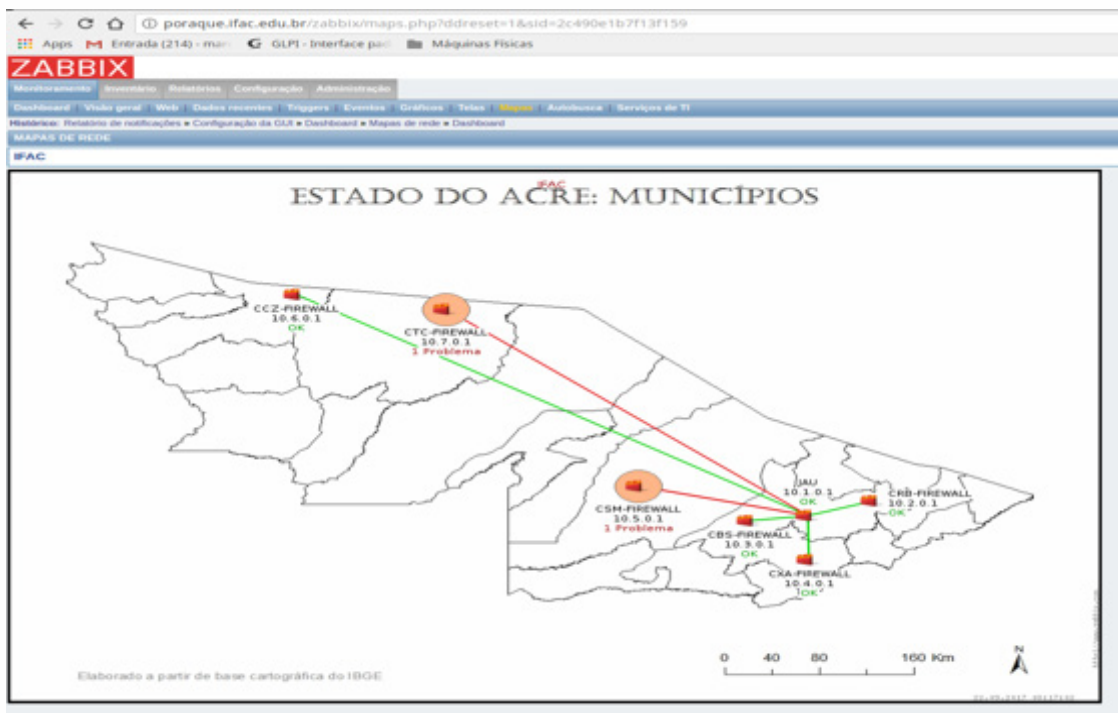 poraque.ifac.edu.br/zabbix/maps.php?ddreset=1&sid=2c490e1b7f13f159
Apps Entrada (214) - mar GLPI - Interface pad Máquinas Físicas
ZABBIX
Monitoramento Inventário Relatórios Configuração Administração
Dashboard Visão geral Web Dados recentes Triggers Eventos Gráficos Telas Mapas Autobusca Serviços de TI
Histórico: Relatório de notificações » Configuração da GUI » Dashboard » Mapas de rede » Dashboard
MAPAS DE REDE
IFAC
IFAC
ESTADO DO ACRE: MUNICÍPIOS
CCZ-FIREWALL
10.6.0.1
OK
CTC-FIREWALL
10.7.0.1
1 Problema
JAU
10.1.0.1
OK
CRB-FIREWALL
10.2.0.1
OK
CSM-FIREWALL
10.5.0.1
1 Problema
CBS-FIREWALL
10.3.0.1
OK
CXA-FIREWALL
10.4.0.1
OK
0 40 80 160 Km
N
Elaborado a partir de base cartográfica do IBGE